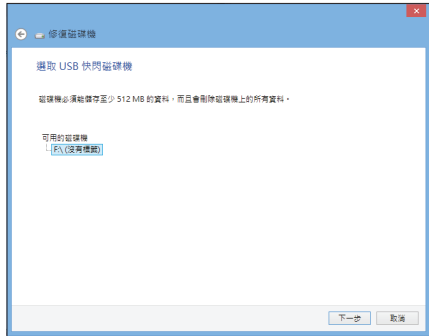 修復磁碟機
選取 USB 快閃磁碟機
磁碟機必須能儲存至少 512 MB 的資料，而且會刪除磁碟機上的所有資料。
可用的磁碟機
F:\ (沒有標籤)
下一步 取消